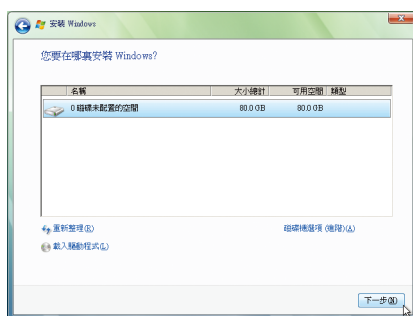 安裝 Windows
您要在哪裏安裝 Windows?
名稱 大小總計 可用空間 類型
0 磁碟未配置的空間 80.0 GB 80.0 GB
重新整理(R) 磁碟機選項 (進階)(A)
載入驅動程式(L)
下一步(N)